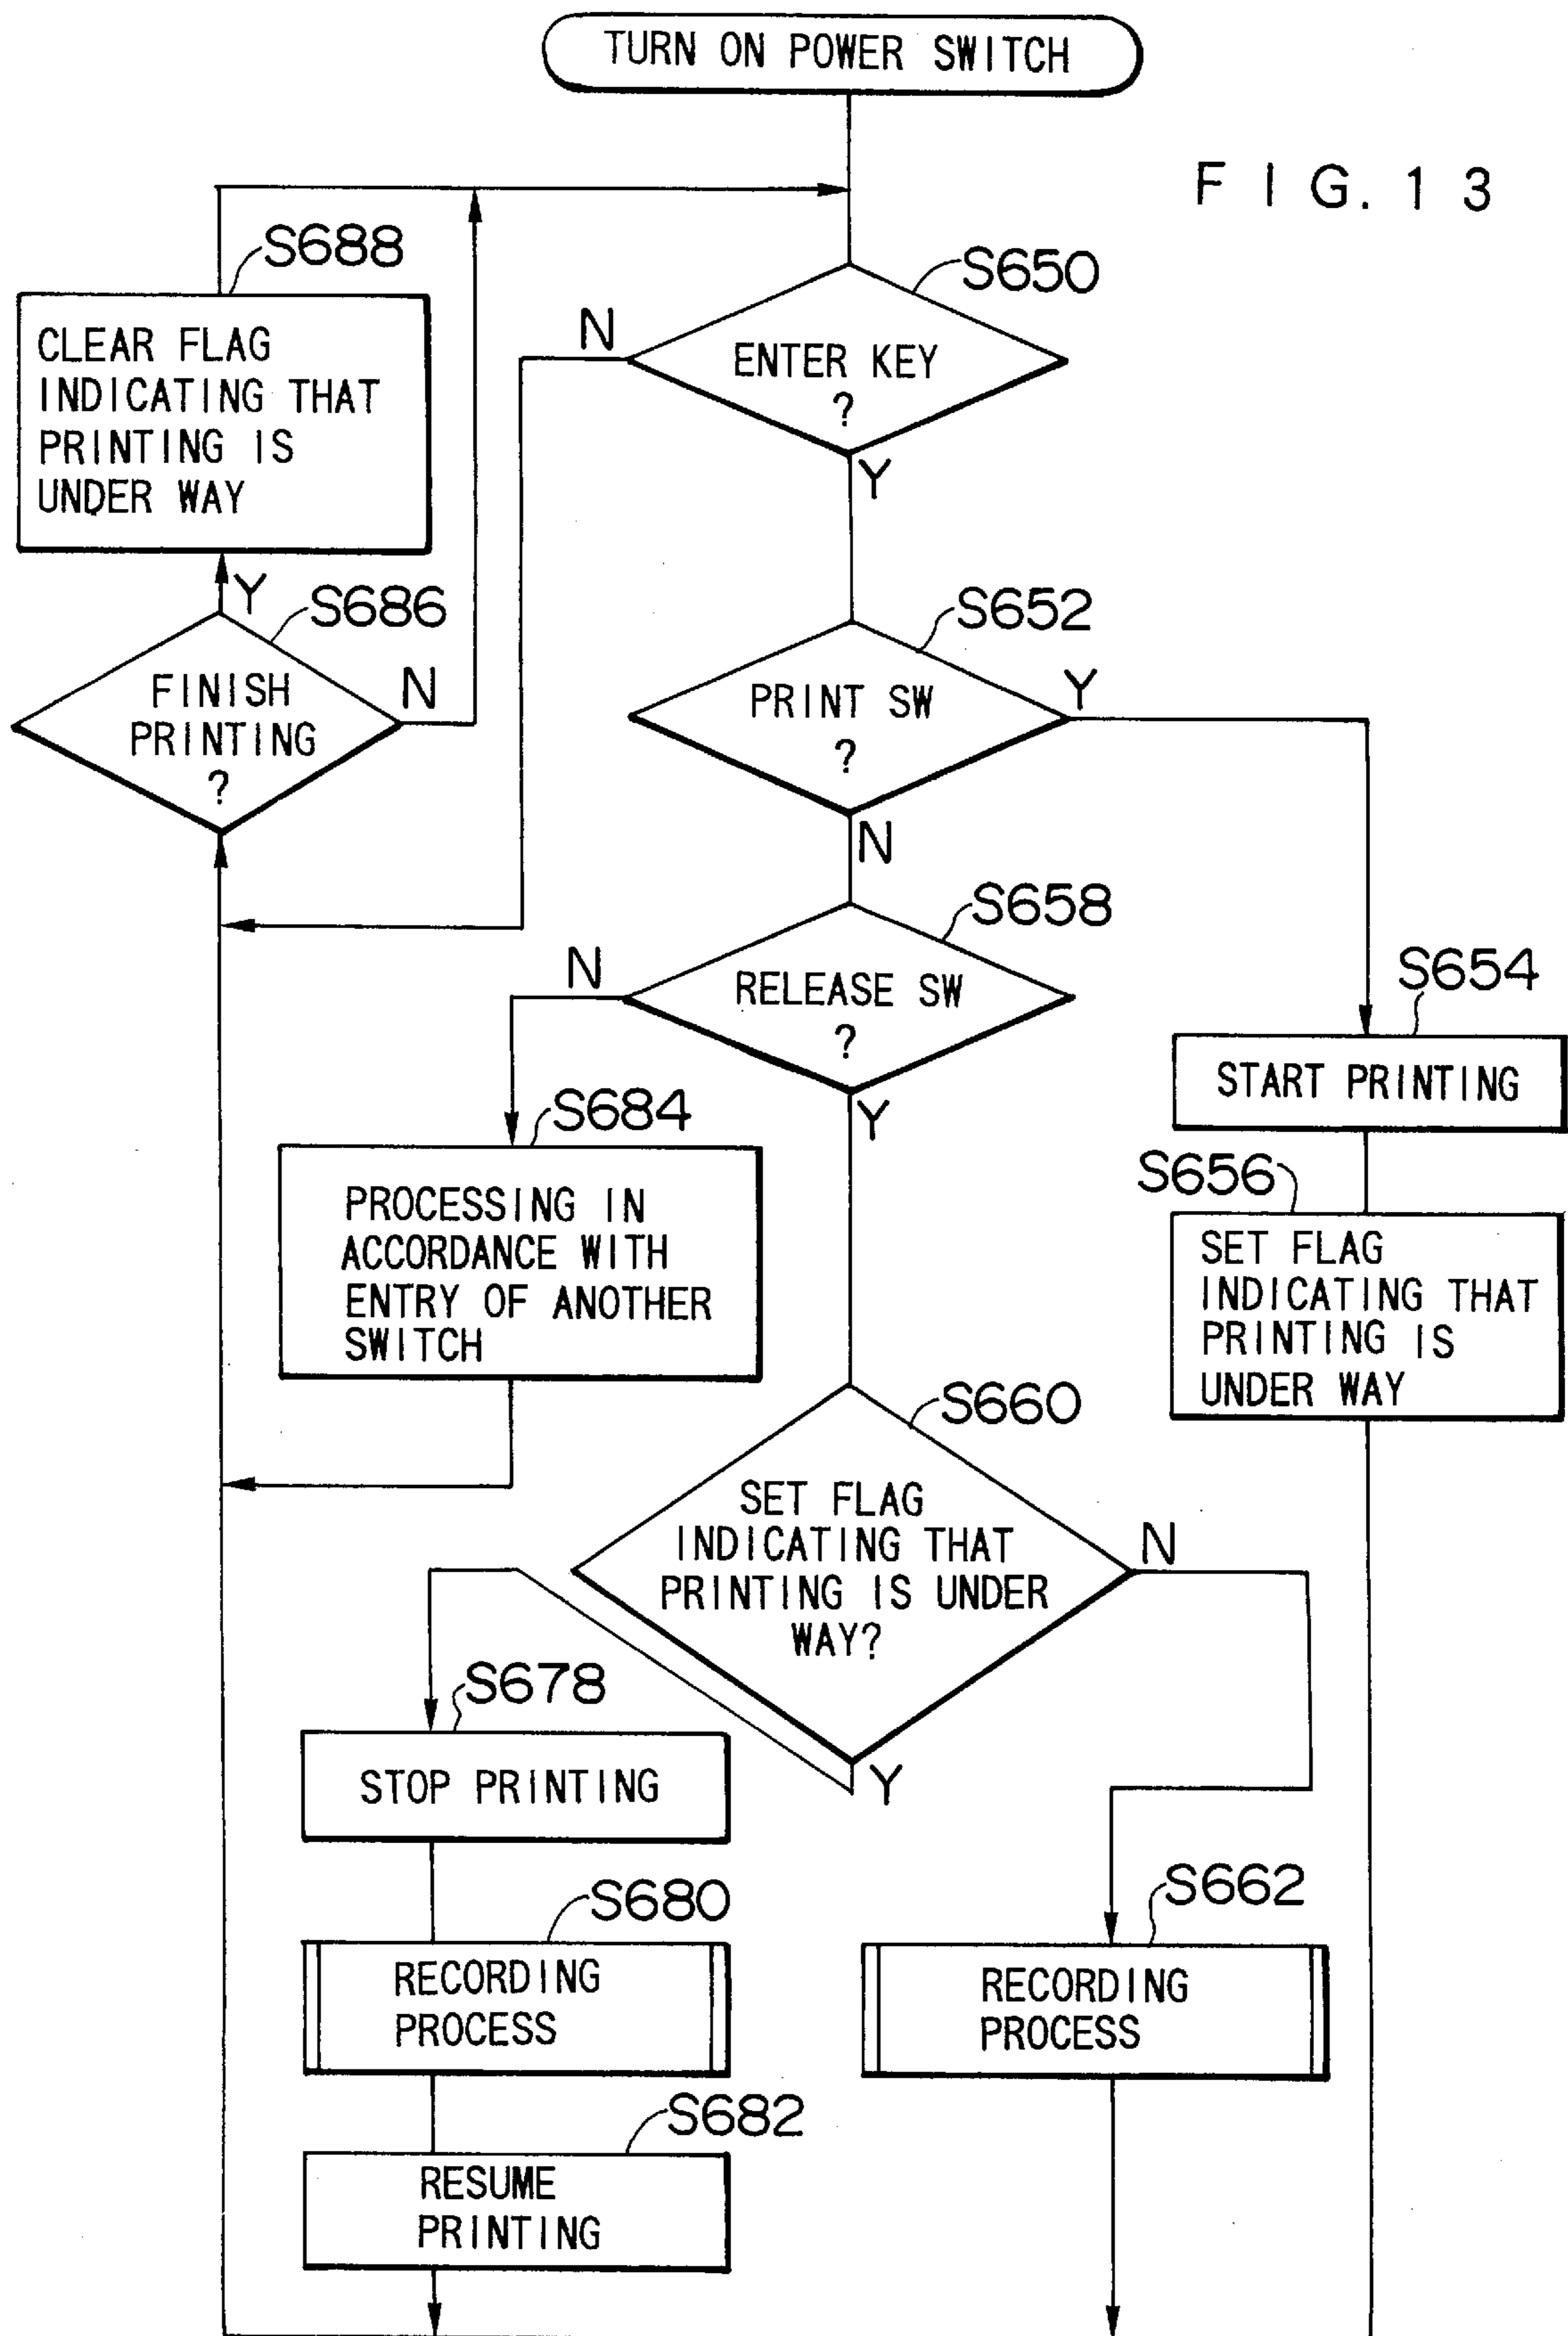 TURN ON POWER SWITCH
FIG. 13
S688
CLEAR FLAG
INDICATING THAT
PRINTING IS
UNDER WAY
S650
N
ENTER KEY
?
Y
Y
S686
FINISH
PRINTING
?
N
S652
PRINT SW
?
Y
N
S658
N
RELEASE SW
?
Y
S654
START PRINTING
S684
PROCESSING IN
ACCORDANCE WITH
ENTRY OF ANOTHER
SWITCH
S656
SET FLAG
INDICATING THAT
PRINTING IS
UNDER WAY
S660
SET FLAG
INDICATING THAT
PRINTING IS UNDER
WAY?
N
Y
S678
STOP PRINTING
S680
RECORDING
PROCESS
S662
RECORDING
PROCESS
S682
RESUME
PRINTING